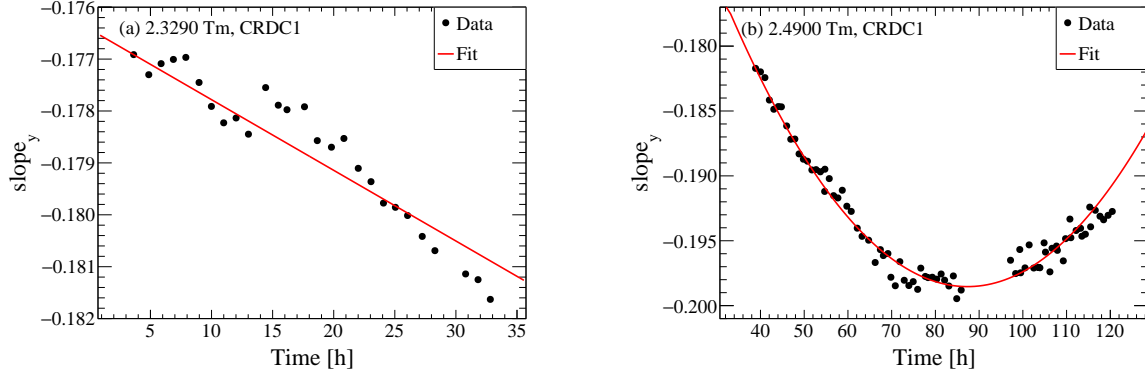 (a) 2.3290 Tm, CRDC1
Data
Fit
−0.176
−0.177
−0.178
−0.179
−0.180
−0.181
−0.182
slope_y
5 10 15 20 25 30 35
Time [h]
(b) 2.4900 Tm, CRDC1
Data
Fit
−0.180
−0.185
−0.190
−0.195
−0.200
slope_y
40 50 60 70 80 90 100 110 120
Time [h]